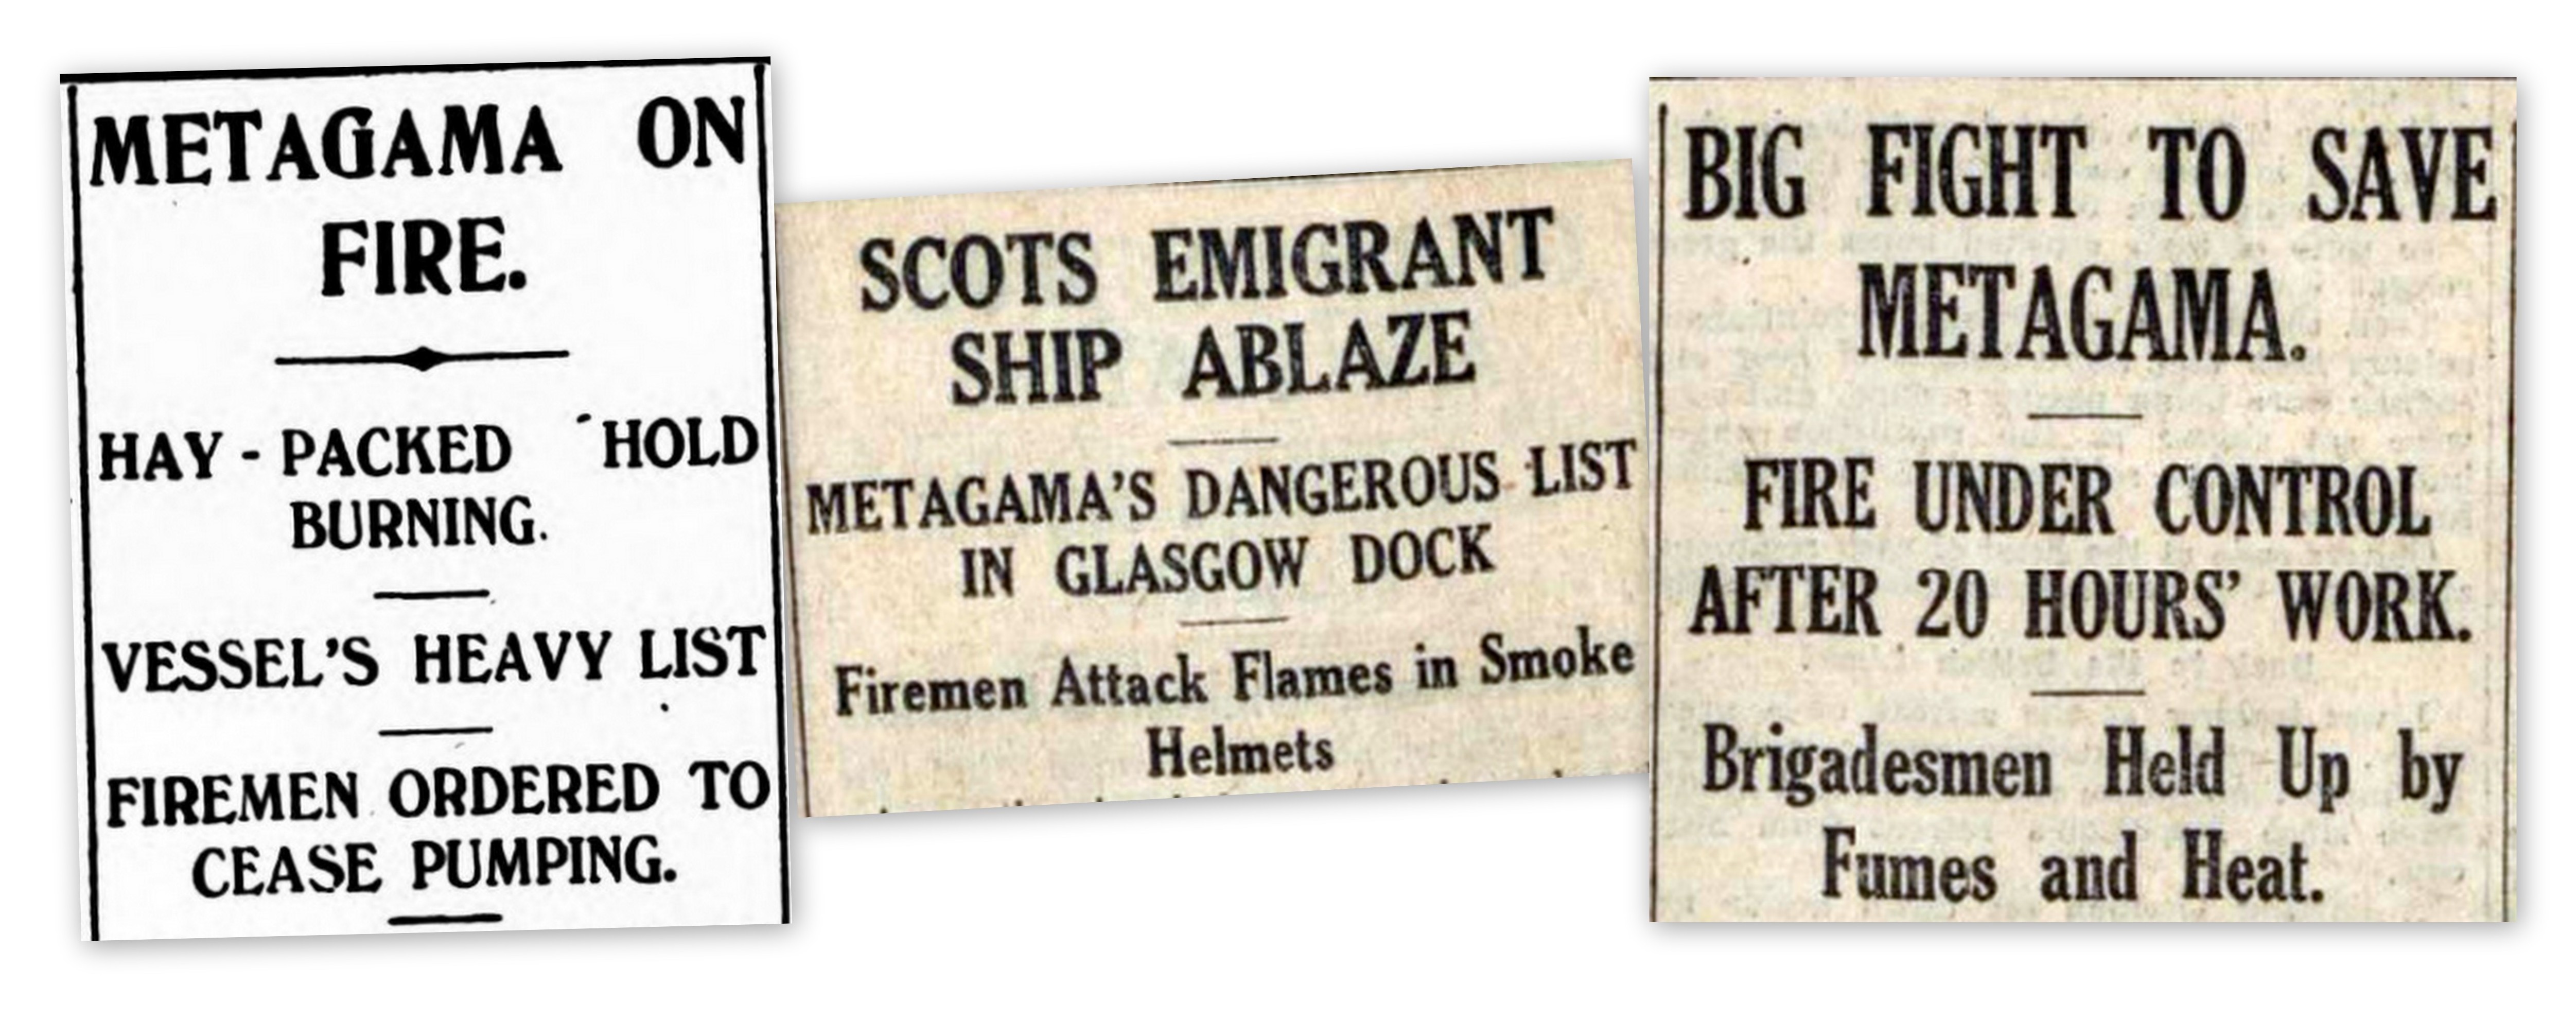 METAGAMA ON
FIRE.
HAY - PACKED HOLD
BURNING.
VESSEL'S HEAVY LIST
FIREMEN ORDERED TO
CEASE PUMPING.
SCOTS EMIGRANT
SHIP ABLAZE
METAGAMA'S DANGEROUS LIST
IN GLASGOW DOCK
Firemen Attack Flames in Smoke
Helmets
BIG FIGHT TO SAVE
METAGAMA.
FIRE UNDER CONTROL
AFTER 20 HOURS' WORK.
Brigadesmen Held Up by
Fumes and Heat.